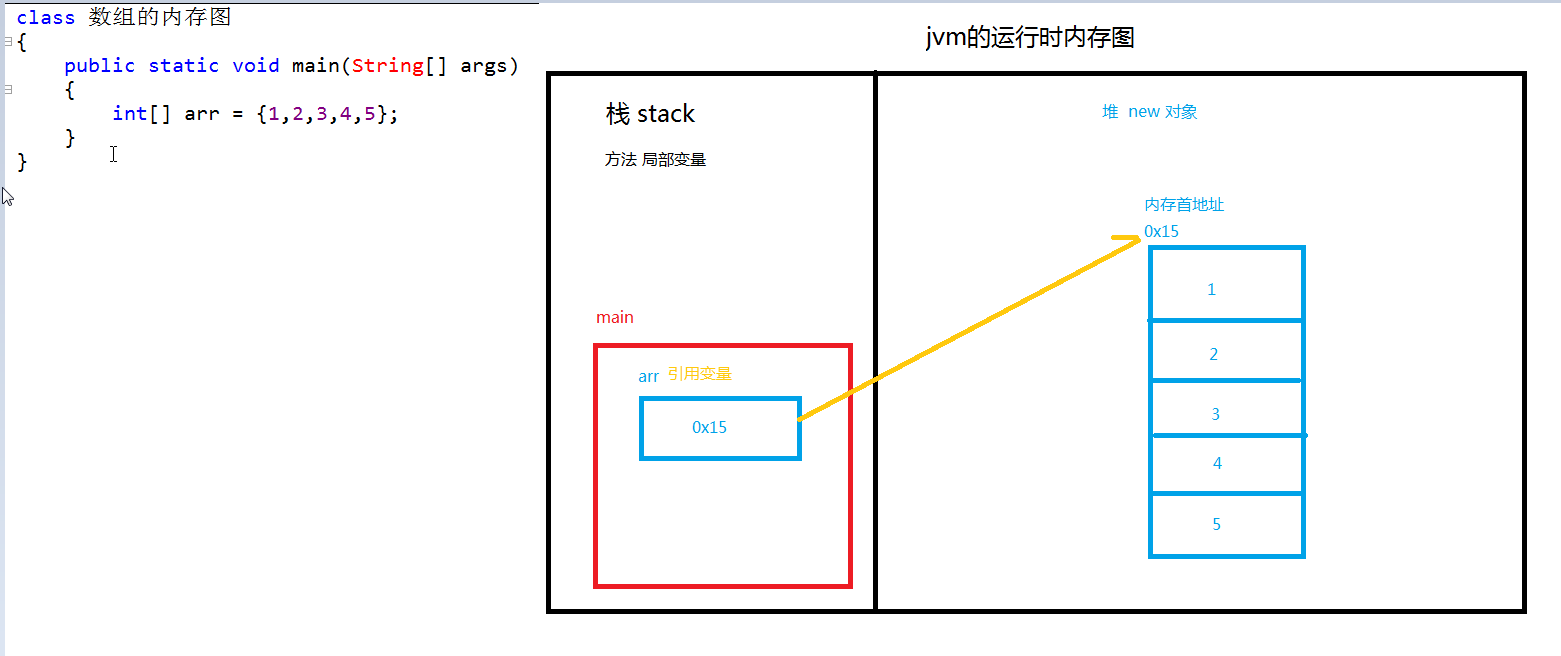 class 数组的内存图
{
public static void main(String[] args)
{
int[] arr = {1,2,3,4,5};
}
}
jvm的运行时内存图
栈 stack
方法 局部变量
堆 new 对象
内存首地址
0x15
1
2
3
4
5
main
arr 引用变量
0x15